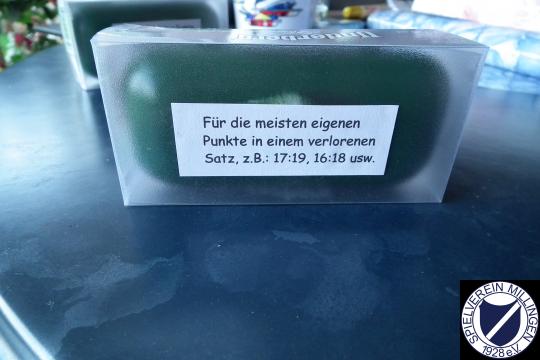 Für die meisten eigenen
Punkte in einem verlorenen
Satz, z.B.: 17:19, 16:18 usw.
SPIELVEREIN MILLINGEN
1928 e.V.